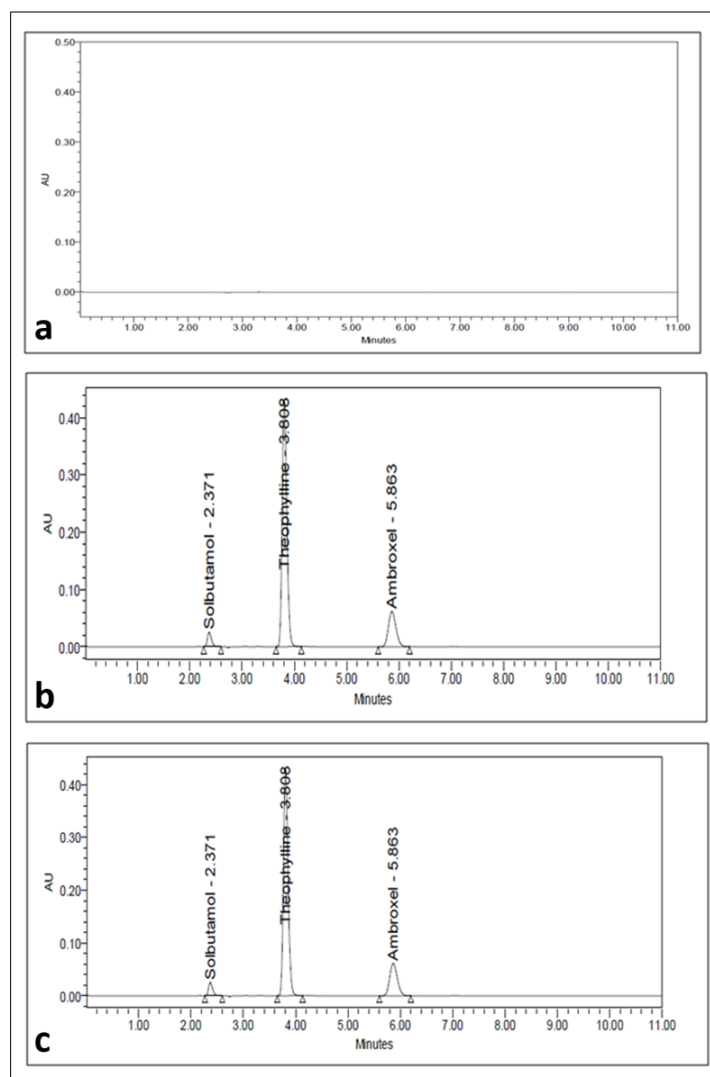 0.50
0.40
0.30
AU
0.20
0.10
0.00
1.00 2.00 3.00 4.00 5.00 6.00 7.00 8.00 9.00 10.00 11.00
Minutes
a
0.40
0.30
AU
0.20
0.10
0.00
Solbutamol - 2.371
Theophylline - 3.808
Ambroxel - 5.863
1.00 2.00 3.00 4.00 5.00 6.00 7.00 8.00 9.00 10.00 11.00
Minutes
b
0.40
0.30
AU
0.20
0.10
0.00
Solbutamol - 2.371
Theophylline - 3.808
Ambroxel - 5.863
1.00 2.00 3.00 4.00 5.00 6.00 7.00 8.00 9.00 10.00 11.00
Minutes
c